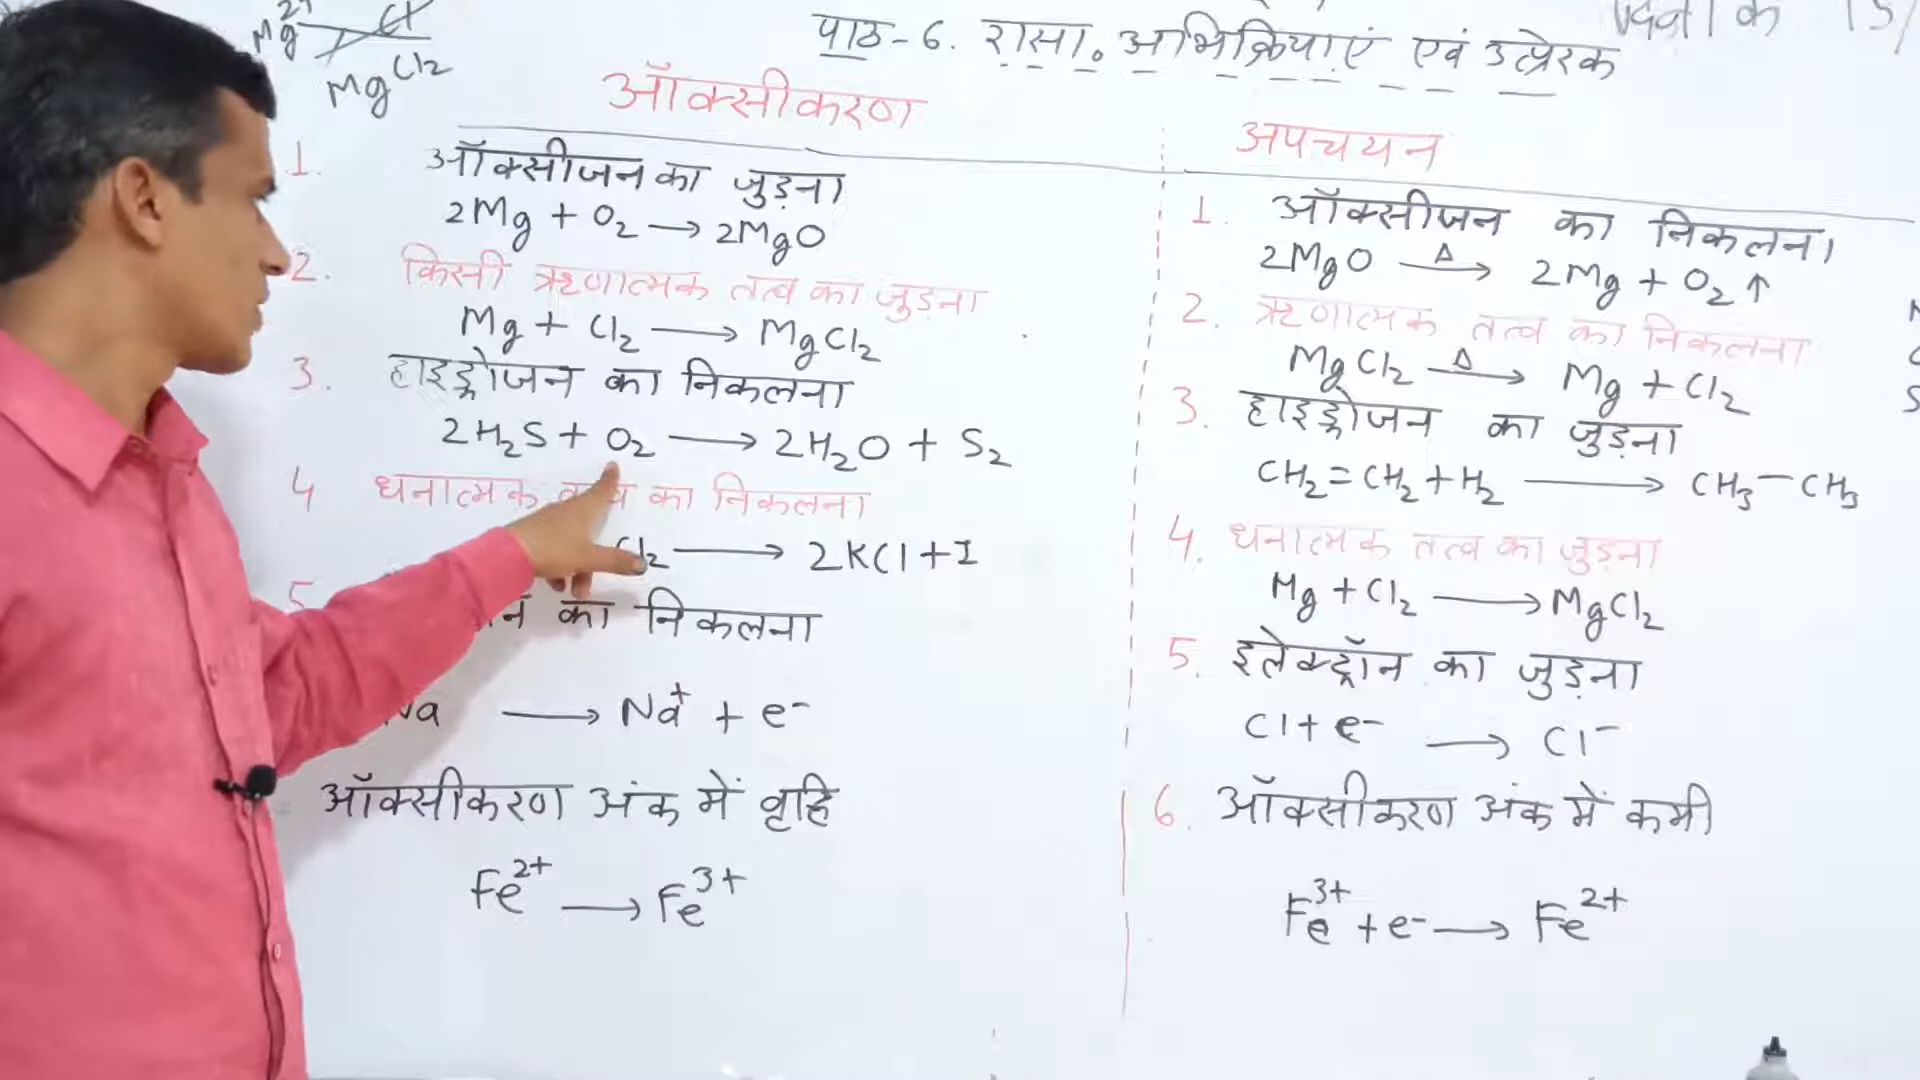 Mg²⁺ Cl⁻
MgCl₂
पाठ-6. रासा. अभिक्रियाएं एवं उत्प्रेरक
ऑक्सीकरण
1. ऑक्सीजन का जुड़ना
2Mg + O₂ → 2MgO
2. किसी ऋणात्मक तत्व का जुड़ना
Mg + Cl₂ → MgCl₂
3. हाइड्रोजन का निकलना
2H₂S + O₂ → 2H₂O + S₂
4 धनात्मक का निकलना
Cl₂ → 2KCl + I
5 का निकलना
Na → Na⁺ + e⁻
ऑक्सीकरण अंक में वृद्दि
Fe²⁺ → Fe³⁺
अपचयन
1. ऑक्सीजन का निकलना
2MgO —Δ→ 2Mg + O₂↑
2. ऋणात्मक तत्व का निकलना
MgCl₂ —Δ→ Mg + Cl₂
3. हाइड्रोजन का जुड़ना
CH₂=CH₂ + H₂ → CH₃—CH₃
4. धनात्मक तत्व का जुड़ना
Mg + Cl₂ → MgCl₂
5. इलेक्ट्रॉन का जुड़ना
Cl + e⁻ → Cl⁻
6. ऑक्सीकरण अंक में कमी
Fe³⁺ + e⁻ → Fe²⁺